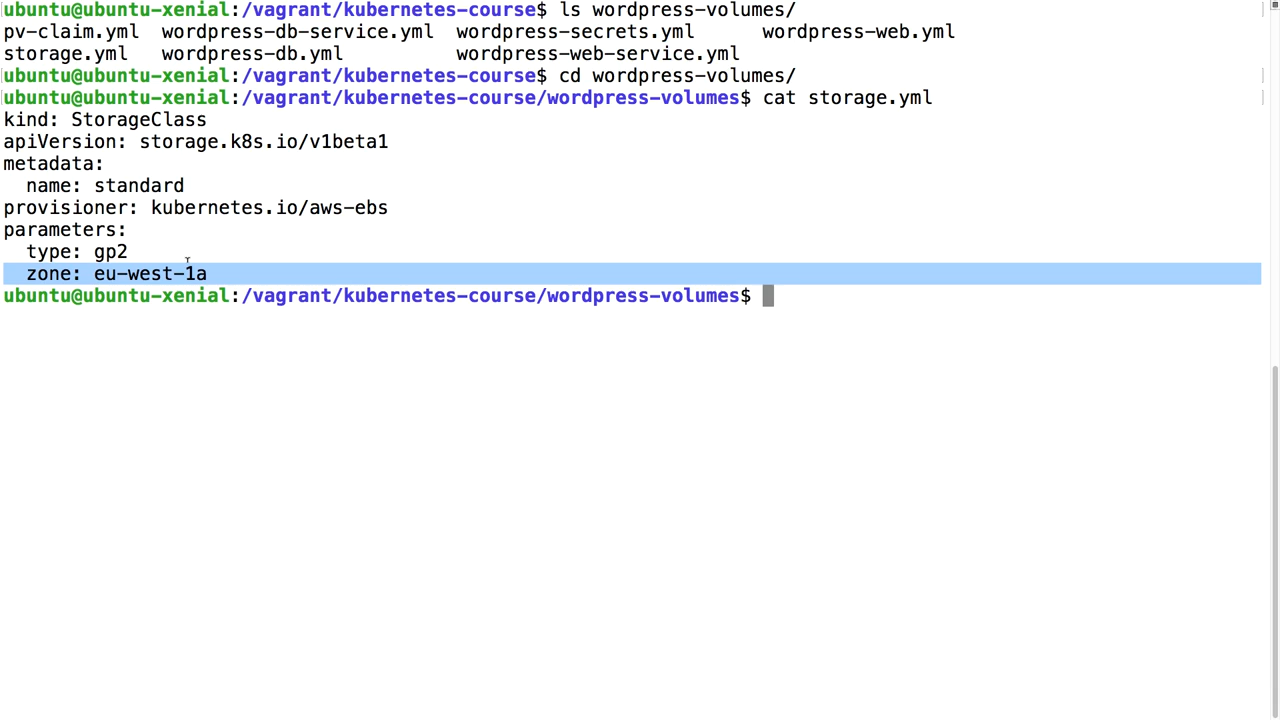 ubuntu@ubuntu-xenial:/vagrant/kubernetes-course$ ls wordpress-volumes/
pv-claim.yml  wordpress-db-service.yml  wordpress-secrets.yml      wordpress-web.yml
storage.yml   wordpress-db.yml          wordpress-web-service.yml
ubuntu@ubuntu-xenial:/vagrant/kubernetes-course$ cd wordpress-volumes/
ubuntu@ubuntu-xenial:/vagrant/kubernetes-course/wordpress-volumes$ cat storage.yml
kind: StorageClass
apiVersion: storage.k8s.io/v1beta1
metadata:
  name: standard
provisioner: kubernetes.io/aws-ebs
parameters:
  type: gp2
  zone: eu-west-1a
ubuntu@ubuntu-xenial:/vagrant/kubernetes-course/wordpress-volumes$